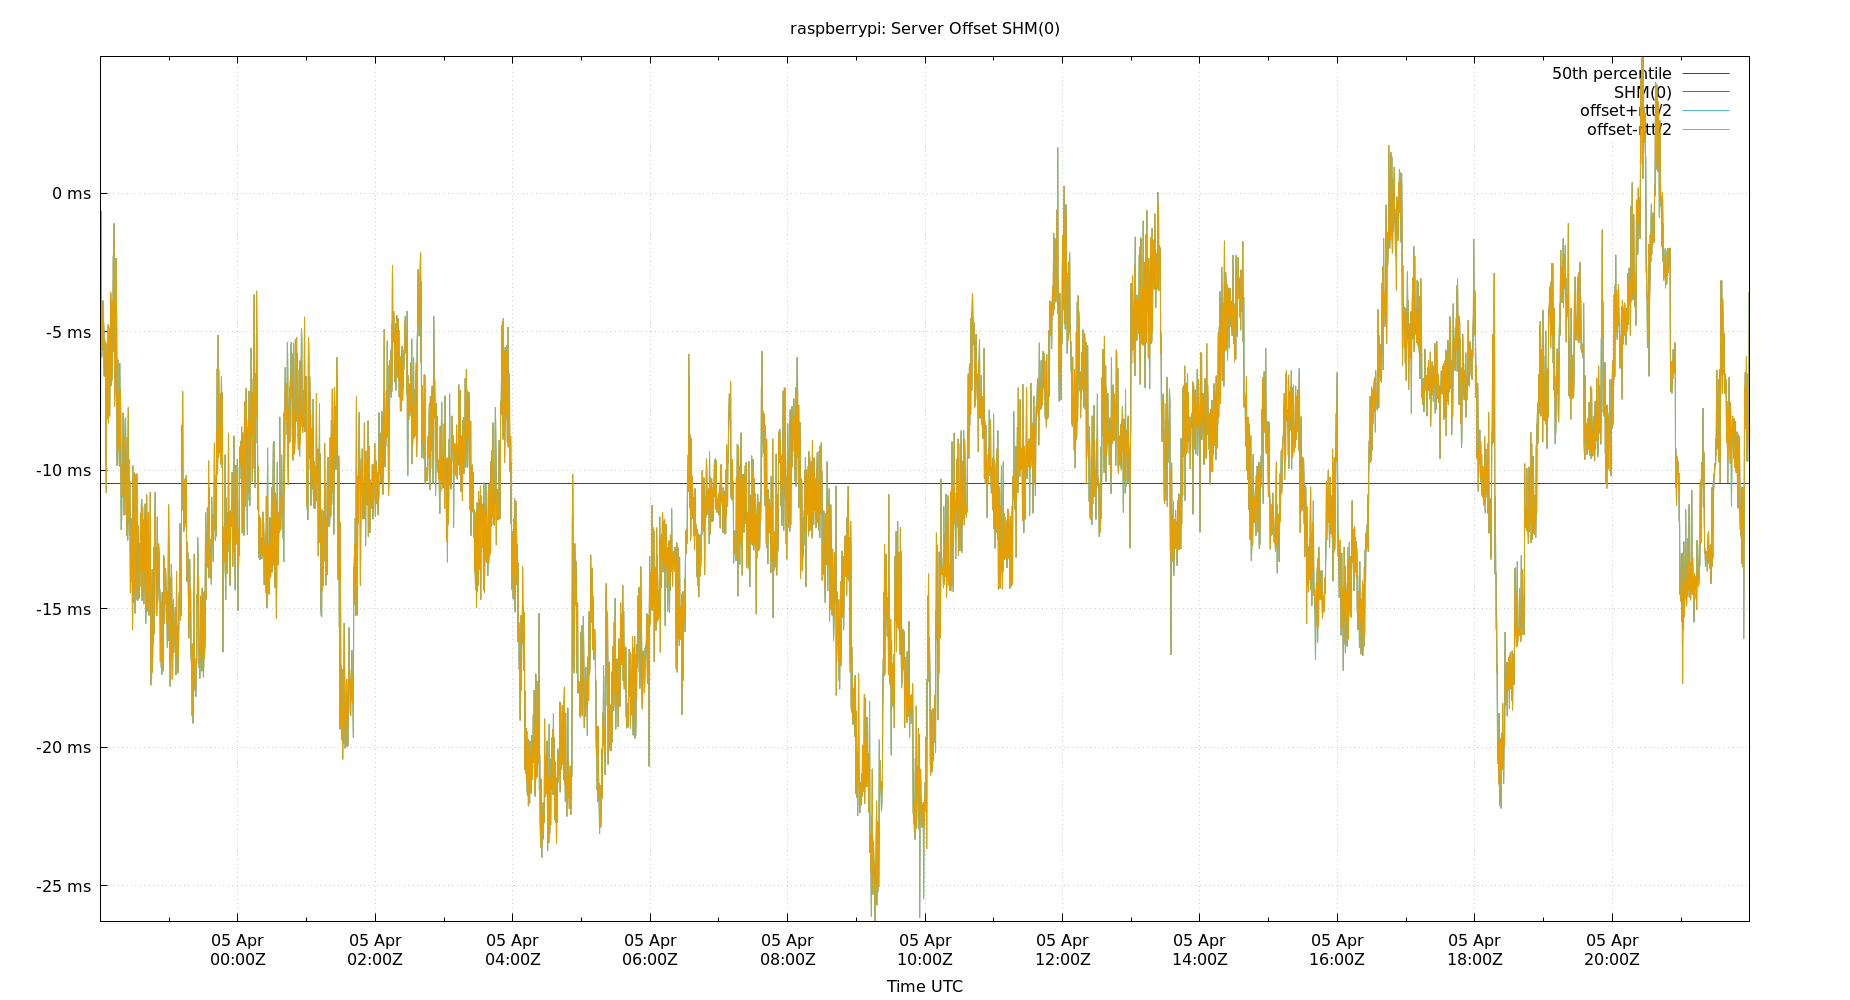 raspberrypi: Server Offset SHM(0)
50th percentile
SHM(0)
offset+rtt/2
offset-rtt/2
0 ms
-5 ms
-10 ms
-15 ms
-20 ms
-25 ms
05 Apr 05 Apr 05 Apr 05 Apr 05 Apr 05 Apr 05 Apr 05 Apr 05 Apr 05 Apr 05 Apr
00:00Z 02:00Z 04:00Z 06:00Z 08:00Z 10:00Z 12:00Z 14:00Z 16:00Z 18:00Z 20:00Z
Time UTC